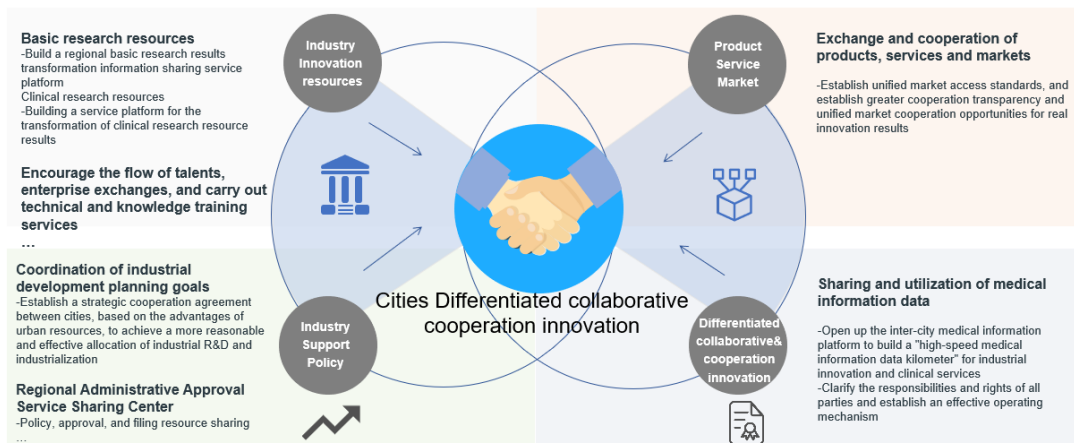 Basic research resources
-Build a regional basic research results
transformation information sharing service
platform
Clinical research resources
-Building a service platform for the
transformation of clinical research resource
results
Encourage the flow of talents,
enterprise exchanges, and carry out
technical and knowledge training
services
...
Industry
Innovation
resources
Product
Service
Market
Exchange and cooperation of
products, services and markets
-Establish unified market access standards, and
establish greater cooperation transparency and
unified market cooperation opportunities for real
innovation results
Cities Differentiated collaborative
cooperation innovation
Coordination of industrial
development planning goals
-Establish a strategic cooperation agreement
between cities, based on the advantages of
urban resources, to achieve a more reasonable
and effective allocation of industrial R&D and
industrialization
Regional Administrative Approval
Service Sharing Center
-Policy, approval, and filing resource sharing
...
Industry
Support
Policy
Differentiated
collaborative&
cooperation
innovation
Sharing and utilization of medical
information data
-Open up the inter-city medical information
platform to build a "high-speed medical
information data kilometer" for industrial
innovation and clinical services
-Clarify the responsibilities and rights of all
parties and establish an effective operating
mechanism